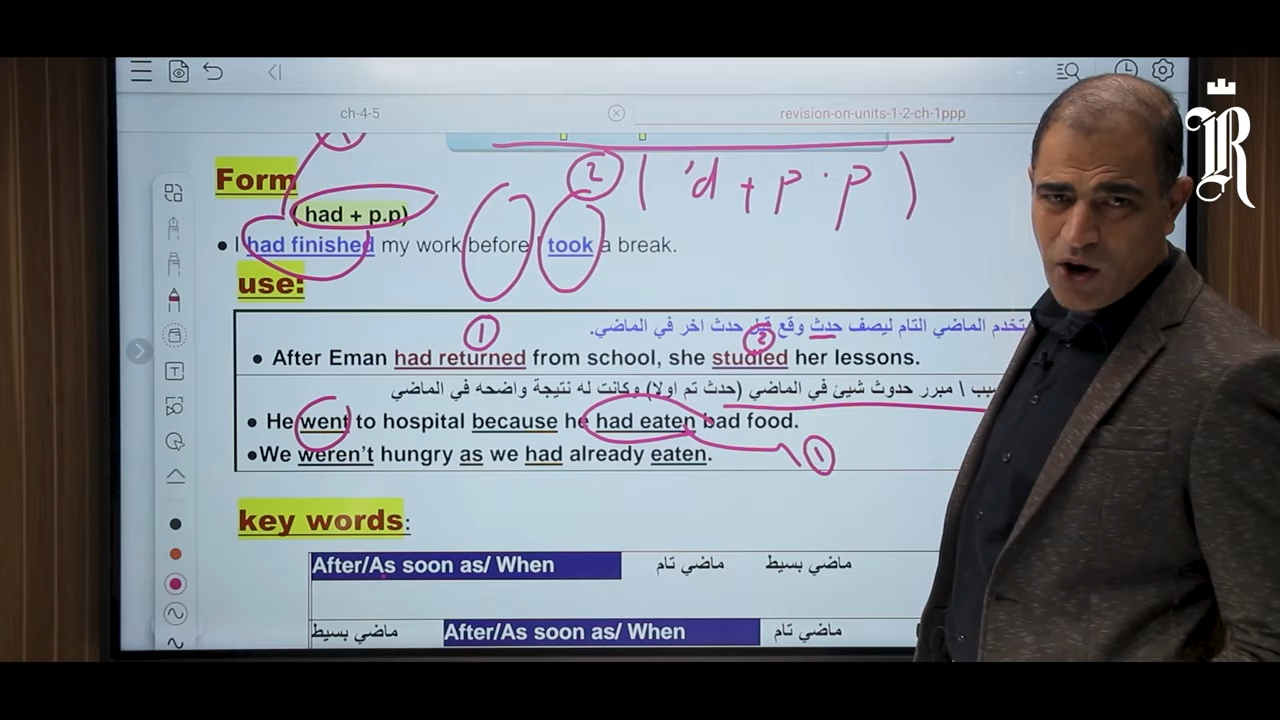 ch-4-5
revision-on-units-1-2-ch-1ppp
R
Form
2 ( 'd + p.p )
( had + p.p)
● I had finished my work before I took a break.
use:
1
تخدم الماضي التام ليصف حدث وقع قبل حدث اخر في الماضي.
2
● After Eman had returned from school, she studied her lessons.
سبب \ مبرر حدوث شيئ في الماضي (حدث تم اولا) وكانت له نتيجة واضحه في الماضي
● He went to hospital because he had eaten bad food.
●We weren't hungry as we had already eaten.
1
key words:
After/As soon as/ When ماضي تام ماضي بسيط
ماضي بسيط After/As soon as/ When ماضي تام